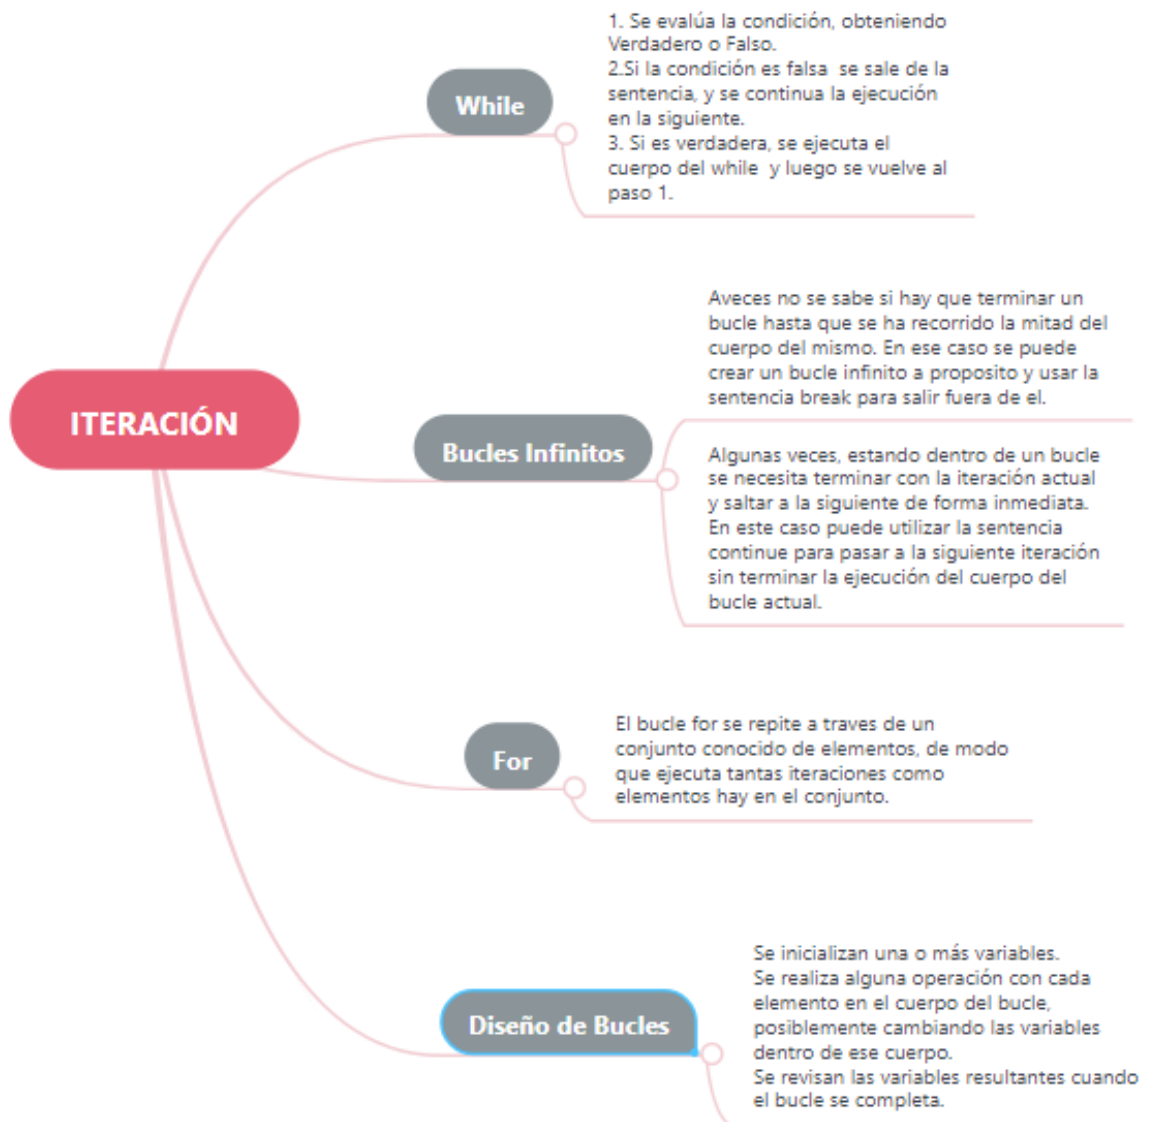 1. Se evalúa la condición, obteniendo
Verdadero o Falso.
2.Si la condición es falsa  se sale de la
sentencia, y se continua la ejecución
en la siguiente.
3. Si es verdadera, se ejecuta el
cuerpo del while  y luego se vuelve al
paso 1.
While
Aveces no se sabe si hay que terminar un
bucle hasta que se ha recorrido la mitad del
cuerpo del mismo. En ese caso se puede
crear un bucle infinito a proposito y usar la
sentencia break para salir fuera de el.
ITERACIÓN
Bucles Infinitos
Algunas veces, estando dentro de un bucle
se necesita terminar con la iteración actual
y saltar a la siguiente de forma inmediata.
En este caso puede utilizar la sentencia
continue para pasar a la siguiente iteración
sin terminar la ejecución del cuerpo del
bucle actual.
For
El bucle for se repite a traves de un
conjunto conocido de elementos, de modo
que ejecuta tantas iteraciones como
elementos hay en el conjunto.
Diseño de Bucles
Se inicializan una o más variables.
Se realiza alguna operación con cada
elemento en el cuerpo del bucle,
posiblemente cambiando las variables
dentro de ese cuerpo.
Se revisan las variables resultantes cuando
el bucle se completa.